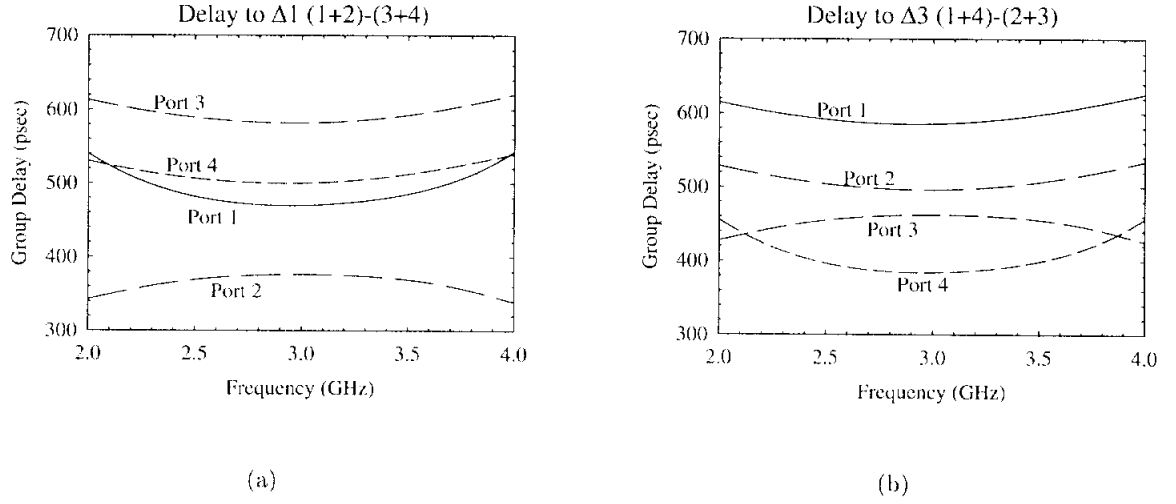 Delay to Δ1 (1+2)-(3+4)
700
600
500
400
300
Group Delay (psec)
Port 3
Port 4
Port 1
Port 2
2.0 2.5 3.0 3.5 4.0
Frequency (GHz)
(a)
Delay to Δ3 (1+4)-(2+3)
700
600
500
400
300
Group Delay (psec)
Port 1
Port 2
Port 3
Port 4
2.0 2.5 3.0 3.5 4.0
Frequency (GHz)
(b)